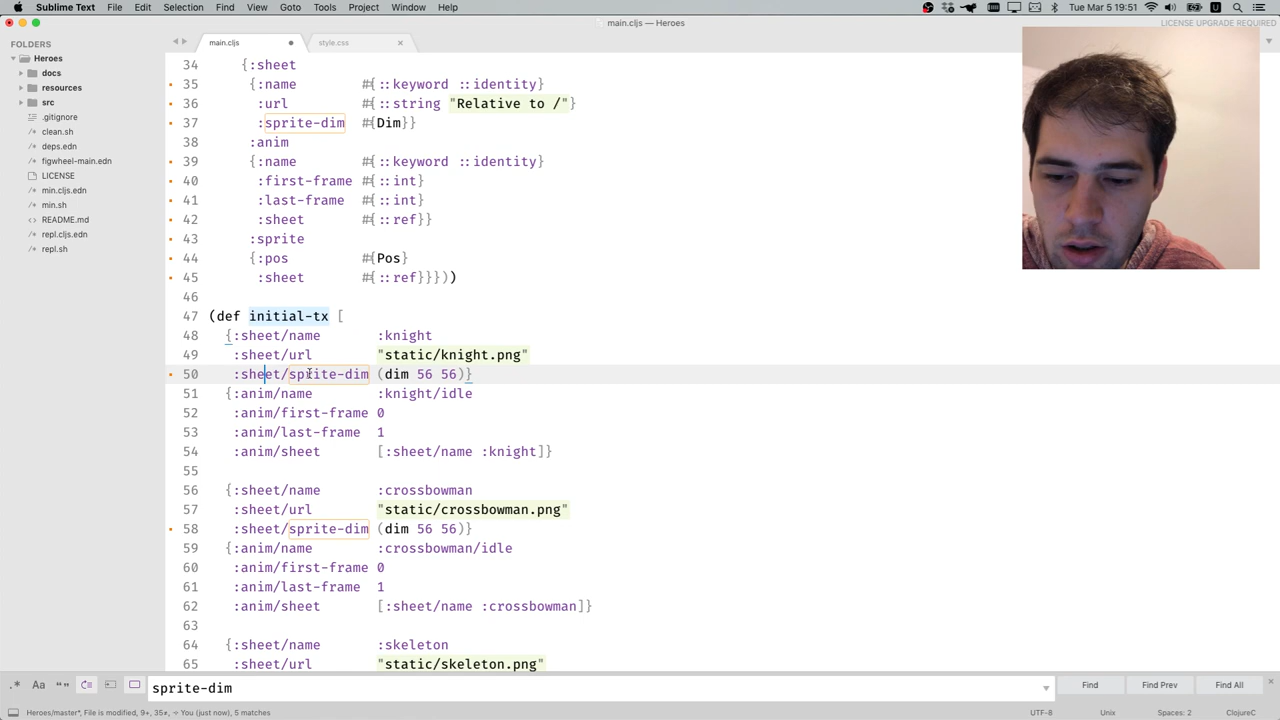 Sublime Text File Edit Selection Find View Goto Tools Project Window Help
Tue Mar 5 19:51
main.cljs — Heroes
LICENSE UPGRADE REQUIRED
FOLDERS
Heroes
docs
resources
src
.gitignore
clean.sh
deps.edn
figwheel-main.edn
LICENSE
min.cljs.edn
min.sh
README.md
repl.cljs.edn
repl.sh
main.cljs
style.css
34 {:sheet
35 {:name #{::keyword ::identity}
36 :url #{::string "Relative to /"}
37 :sprite-dim #{Dim}}
38 :anim
39 {:name #{::keyword ::identity}
40 :first-frame #{::int}
41 :last-frame #{::int}
42 :sheet #{::ref}}
43 :sprite
44 {:pos #{Pos}
45 :sheet #{::ref}}}))
46
47 (def initial-tx [
48 {:sheet/name :knight
49 :sheet/url "static/knight.png"
50 :sheet/sprite-dim (dim 56 56)}
51 {:anim/name :knight/idle
52 :anim/first-frame 0
53 :anim/last-frame 1
54 :anim/sheet [:sheet/name :knight]}
55
56 {:sheet/name :crossbowman
57 :sheet/url "static/crossbowman.png"
58 :sheet/sprite-dim (dim 56 56)}
59 {:anim/name :crossbowman/idle
60 :anim/first-frame 0
61 :anim/last-frame 1
62 :anim/sheet [:sheet/name :crossbowman]}
63
64 {:sheet/name :skeleton
65 :sheet/url "static/skeleton.png"
.* Aa “” sprite-dim Find Find Prev Find All
Heroes/master*, File is modified, 9+, 35≠, You (just now), 5 matches
UTF-8 Unix Spaces: 2 ClojureC